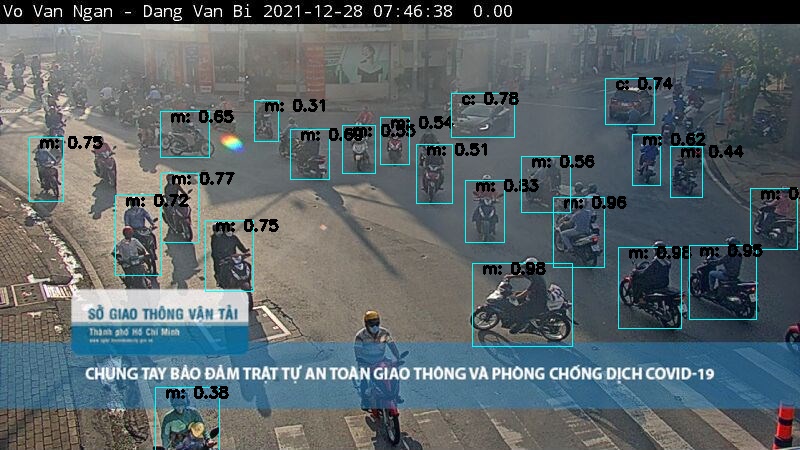 Vo Van Ngan - Dang Van Bi 2021-12-28 07:46:38 0.00
c: 0.74
m: 0.31
c: 0.78
m: 0.65
m: 0.54
m: 0.75
m: 0.62
m: 0.51
m: 0.44
m: 0.56
m: 0.77
m: 0.83
m: 0.72
m: 0.96
m: 0.75
m: 0.95
m: 0.98
SỞ GIAO THÔNG VẬN TẢI
Thành phố Hồ Chí Minh
CHUNG TAY BẢO ĐẢM TRẬT TỰ AN TOÀN GIAO THÔNG VÀ PHÒNG CHỐNG DỊCH COVID-19
m: 0.38